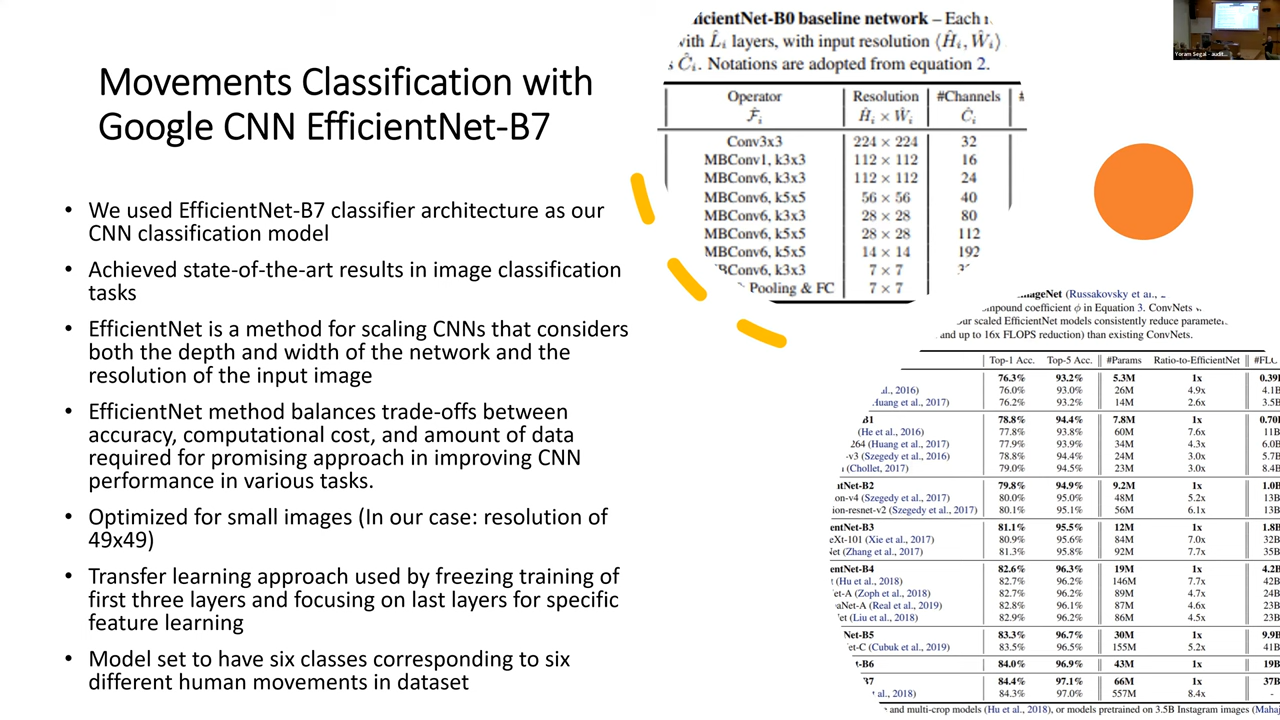 Movements Classification with
Google CNN EfficientNet-B7
We used EfficientNet-B7 classifier architecture as our
CNN classification model
Achieved state-of-the-art results in image classification
tasks
EfficientNet is a method for scaling CNNs that considers
both the depth and width of the network and the
resolution of the input image
EfficientNet method balances trade-offs between
accuracy, computational cost, and amount of data
required for promising approach in improving CNN
performance in various tasks.
Optimized for small images (In our case: resolution of
49x49)
Transfer learning approach used by freezing training of
first three layers and focusing on last layers for specific
feature learning
Model set to have six classes corresponding to six
different human movements in dataset
icientNet-B0 baseline network – Each
with L̂i layers, with input resolution ⟨Ĥi, Ŵi⟩
s Ĉi. Notations are adopted from equation 2.
Operator Resolution #Channels #
F̂i Ĥi × Ŵi Ĉi
Conv3x3 224 × 224 32
MBConv1, k3x3 112 × 112 16
MBConv6, k3x3 112 × 112 24
MBConv6, k5x5 56 × 56 40
MBConv6, k3x3 28 × 28 80
MBConv6, k5x5 28 × 28 112
MBConv6, k5x5 14 × 14 192
BConv6, k3x3 7 × 7
Pooling & FC 7 × 7
Yoram Segal - audit...
mageNet (Russakovsky et al., 2
mpound coefficient ϕ in Equation 3. ConvNets
our scaled EfficientNet models consistently reduce parameter
and up to 16x FLOPS reduction) than existing ConvNets.
Top-1 Acc. Top-5 Acc. #Params Ratio-to-EfficientNet #FLO
76.3% 93.2% 5.3M 1x 0.39B
al., 2016) 76.0% 93.0% 26M 4.9x 4.1B
Huang et al., 2017) 76.2% 93.2% 14M 2.6x 3.5B
B1 78.8% 94.4% 7.8M 1x 0.70B
(He et al., 2016) 77.8% 93.8% 60M 7.6x 11B
264 (Huang et al., 2017) 77.9% 93.9% 34M 4.3x 6.0B
-v3 (Szegedy et al., 2016) 78.8% 94.4% 24M 3.0x 5.7B
(Chollet, 2017) 79.0% 94.5% 23M 3.0x 8.4B
ntNet-B2 79.8% 94.9% 9.2M 1x 1.0B
on-v4 (Szegedy et al., 2017) 80.0% 95.0% 48M 5.2x 13B
ion-resnet-v2 (Szegedy et al., 2017) 80.1% 95.1% 56M 6.1x 13B
entNet-B3 81.1% 95.5% 12M 1x 1.8B
eXt-101 (Xie et al., 2017) 80.9% 95.6% 84M 7.0x 32B
Net (Zhang et al., 2017) 81.3% 95.8% 92M 7.7x 35B
entNet-B4 82.6% 96.3% 19M 1x 4.2B
t (Hu et al., 2018) 82.7% 96.2% 146M 7.7x 42B
et-A (Zoph et al., 2018) 82.7% 96.2% 89M 4.7x 24B
aNet-A (Real et al., 2019) 82.8% 96.1% 87M 4.6x 23B
et (Liu et al., 2018) 82.9% 96.2% 86M 4.5x 23B
Net-B5 83.3% 96.7% 30M 1x 9.9B
et-C (Cubuk et al., 2019) 83.5% 96.5% 155M 5.2x 41B
t-B6 84.0% 96.9% 43M 1x 19B
B7 84.4% 97.1% 66M 1x 37B
al., 2018) 84.3% 97.0% 557M 8.4x -
and multi-crop models (Hu et al., 2018), or models pretrained on 3.5B Instagram images (Mahaj